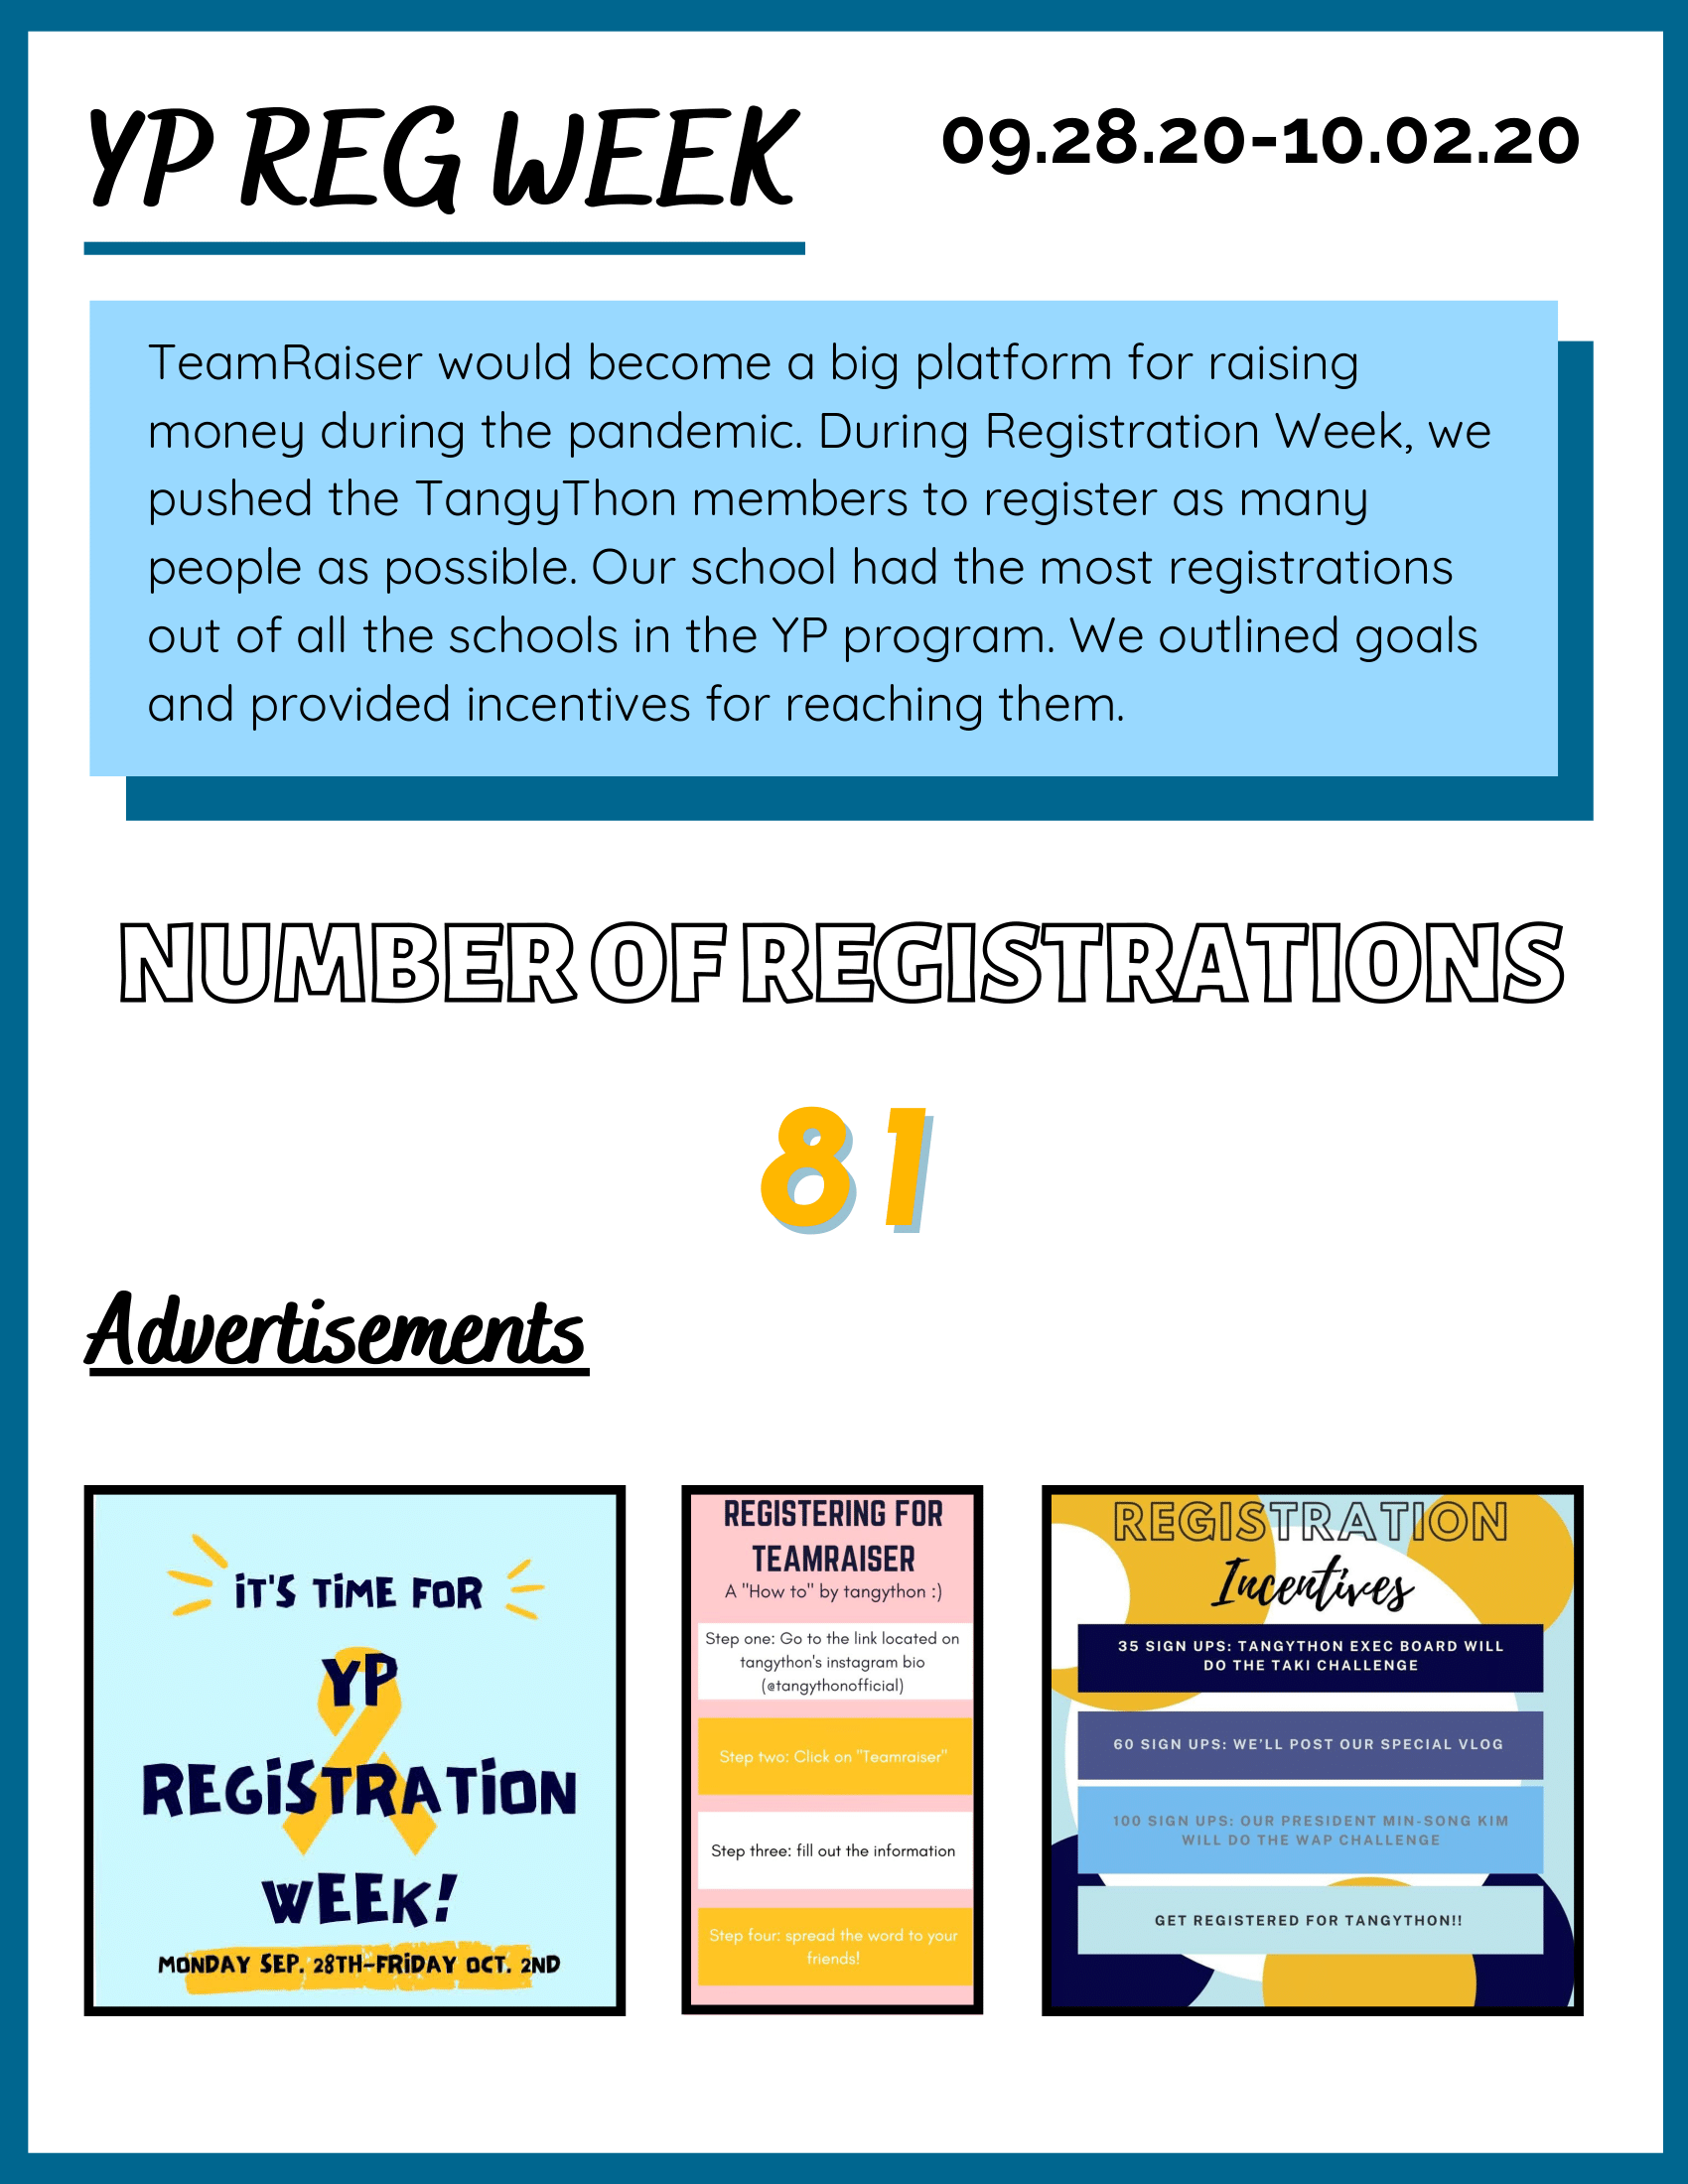 YP REG WEEK
09.28.20-10.02.20
TeamRaiser would become a big platform for raising
money during the pandemic. During Registration Week, we
pushed the TangyThon members to register as many
people as possible. Our school had the most registrations
out of all the schools in the YP program. We outlined goals
and provided incentives for reaching them.
NUMBER OF REGISTRATIONS
81
Advertisements
IT'S TIME FOR
YP
REGISTRATION
WEEK!
MONDAY SEP. 28TH-FRIDAY OCT. 2ND
REGISTERING FOR
TEAMRAISER
A "How to" by tangython :)
Step one: Go to the link located on
tangython's instagram bio
(@tangythonofficial)
Step two: Click on "Teamraiser"
Step three: fill out the information
Step four: spread the word to your
friends!
REGISTRATION
Incentives
35 SIGN UPS: TANGYTHON EXEC BOARD WILL
DO THE TAKI CHALLENGE
60 SIGN UPS: WE'LL POST OUR SPECIAL VLOG
100 SIGN UPS: OUR PRESIDENT MIN-SONG KIM
WILL DO THE WAP CHALLENGE
GET REGISTERED FOR TANGYTHON!!